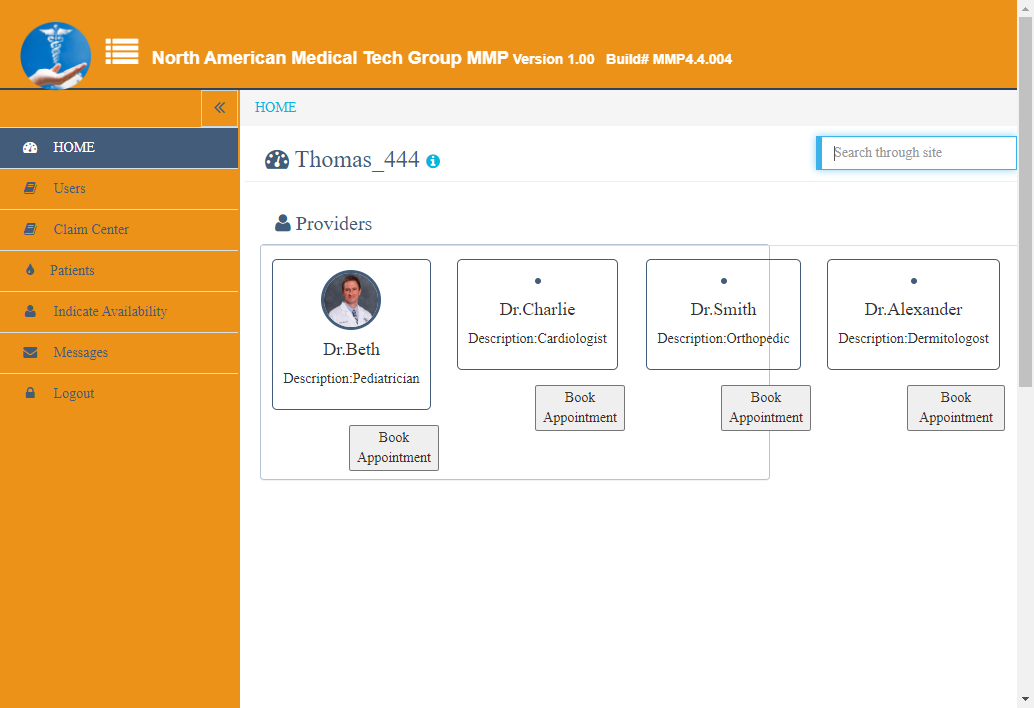 North American Medical Tech Group MMP Version 1.00 Build# MMP4.4.004
HOME
HOME
Users
Claim Center
Patients
Indicate Availability
Messages
Logout
Thomas_444
Search through site
Providers
Dr.Beth
Description:Pediatrician
Book
Appointment
Dr.Charlie
Description:Cardiologist
Book
Appointment
Dr.Smith
Description:Orthopedic
Book
Appointment
Dr.Alexander
Description:Dermitologost
Book
Appointment